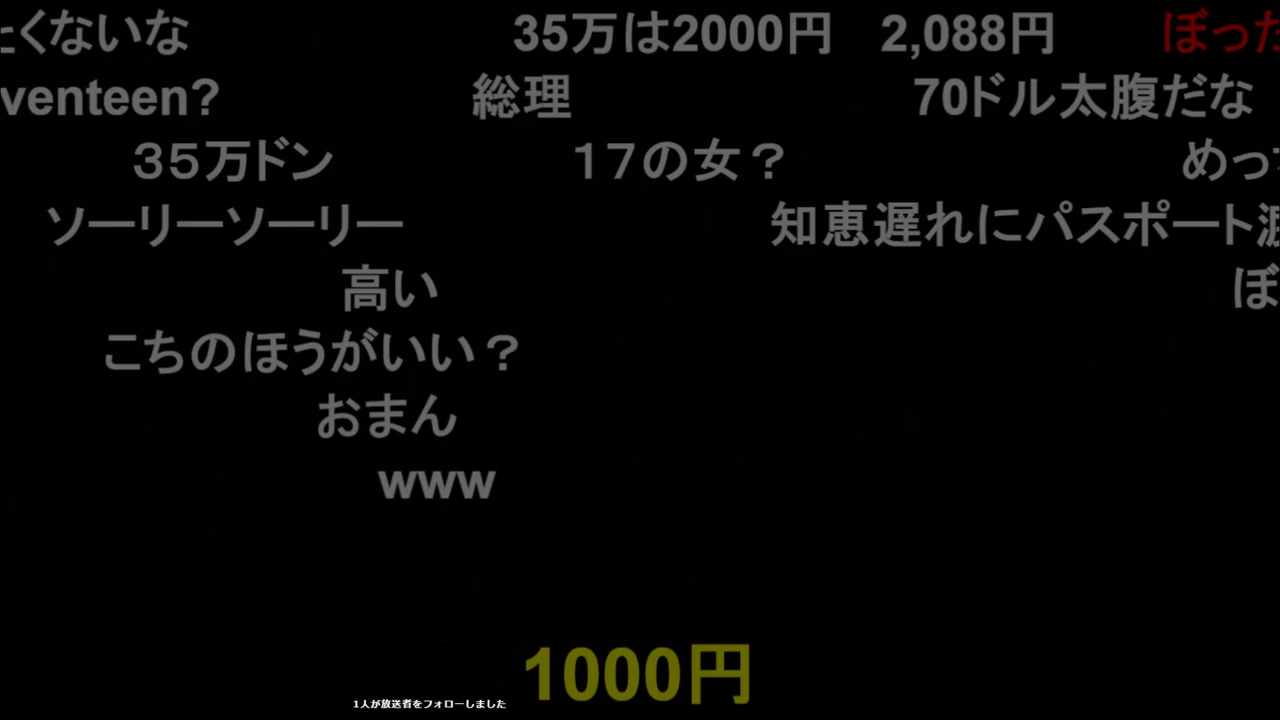 くないな 35万は2000円 2,088円 ぼった
venteen? 総理 70ドル太腹だな
３５万ドン １７の女？ めっ
ソーリーソーリー 知恵遅れにパスポート
高い ぼ
こちのほうがいい？
おまん
www
1000円
1人が放送者をフォローしました